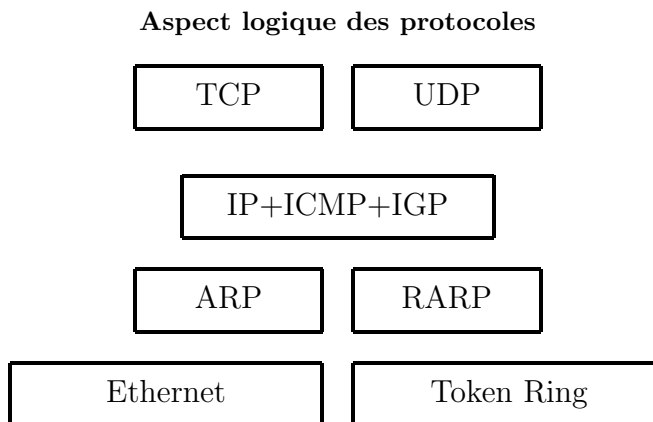 Aspect logique des protocoles
TCP UDP
IP+ICMP+IGP
ARP RARP
Ethernet Token Ring